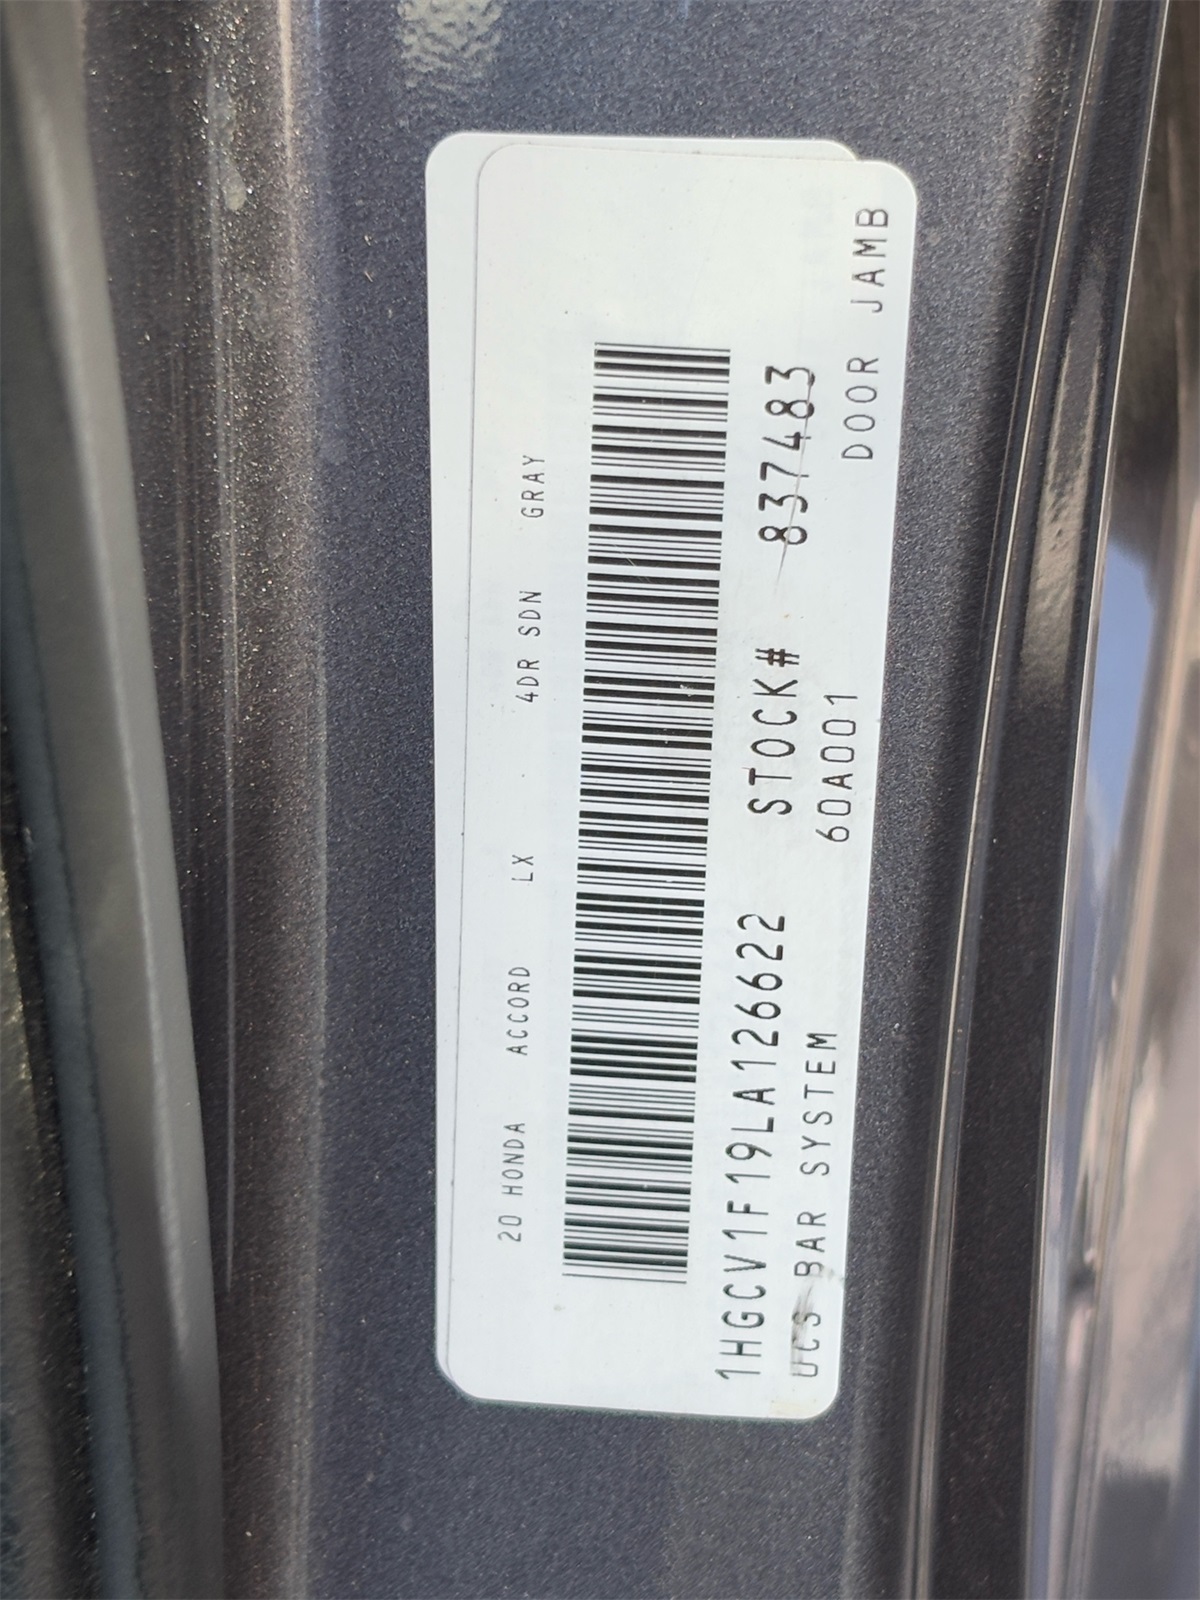 20 HONDA ACCORD LX 4DR SDN GRAY
1HGCV1F19LA126622 STOCK# 837483
UCS BAR SYSTEM 60A001 DOOR JAMB